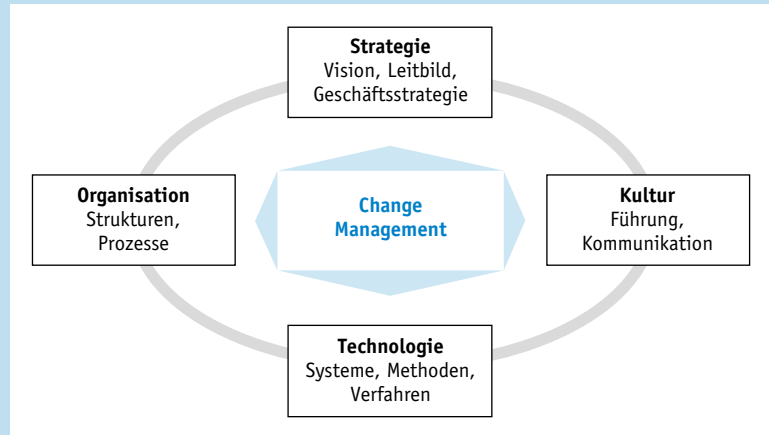 Strategie
Vision, Leitbild,
Geschäftsstrategie
Organisation
Strukturen,
Prozesse
Change
Management
Kultur
Führung,
Kommunikation
Technologie
Systeme, Methoden,
Verfahren